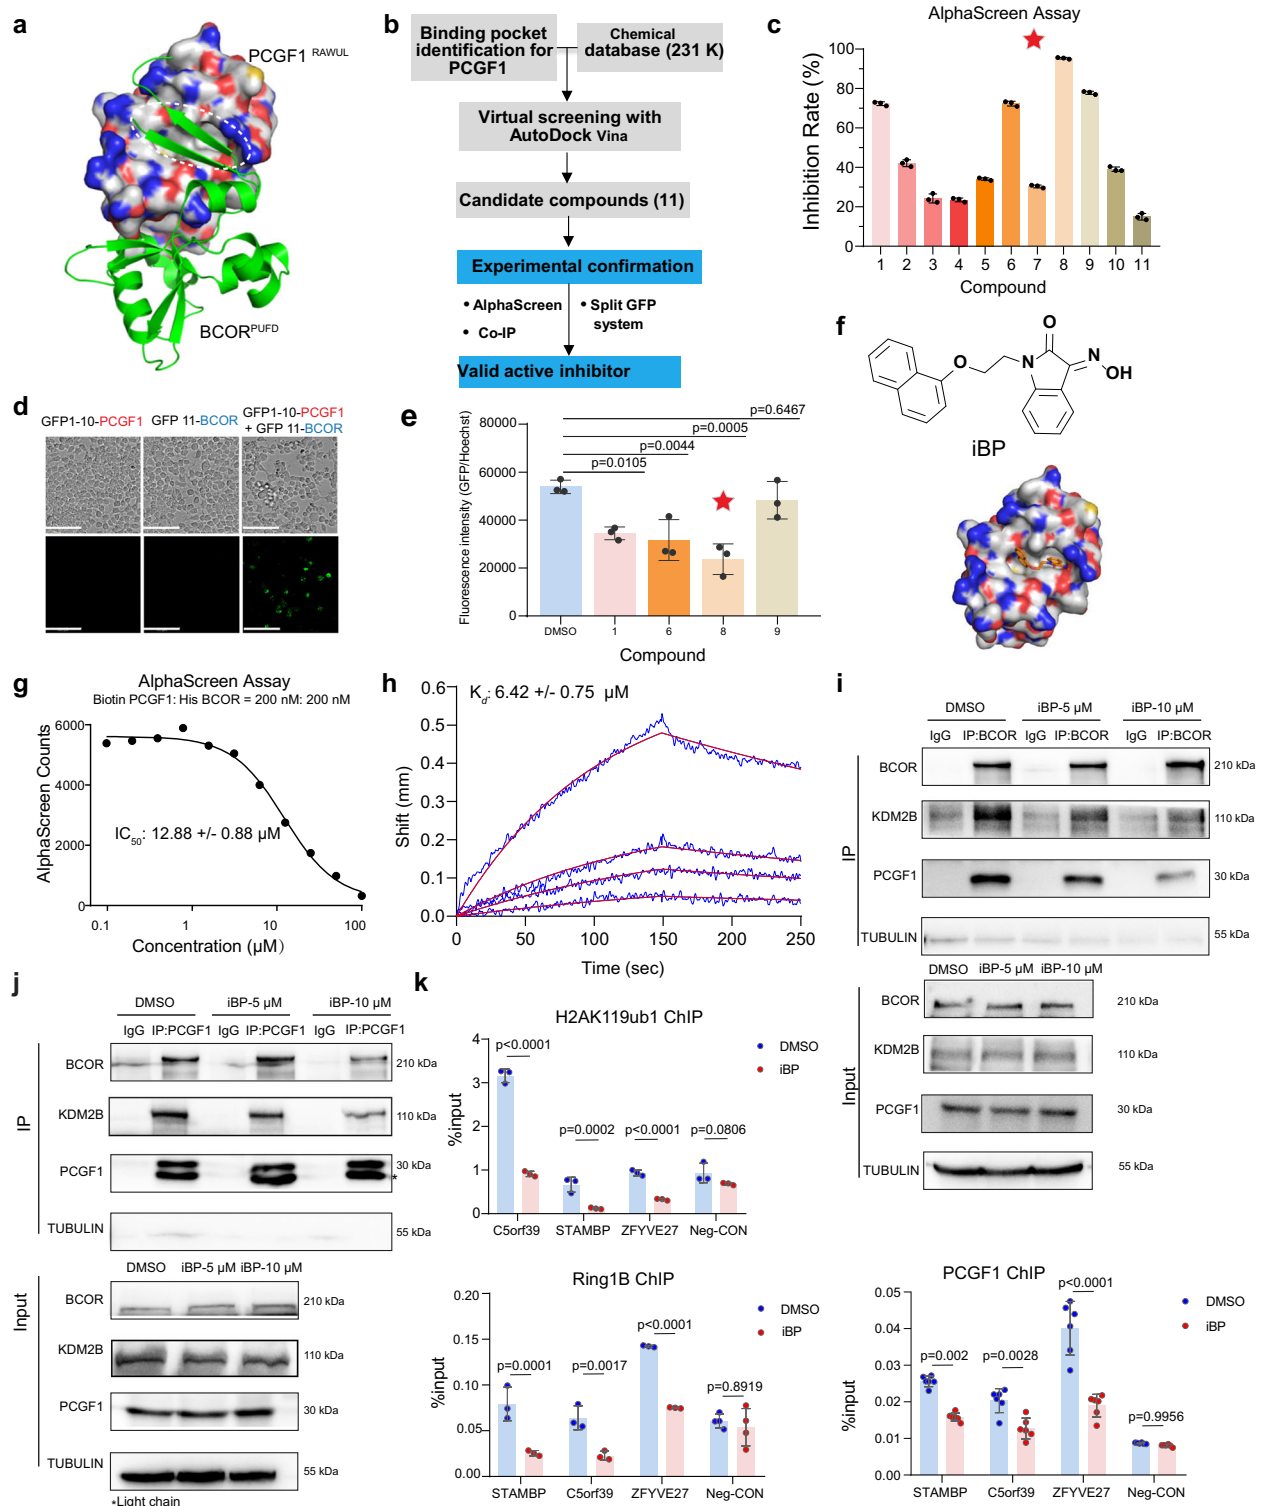 a
PCGF1 RAWUL
BCOR PUFD
b
Binding pocket
identification for
PCGF1
Chemical
database (231 K)
Virtual screening with
AutoDock Vina
Candidate compounds (11)
Experimental confirmation
• AlphaScreen
• Co-IP
• Split GFP
system
Valid active inhibitor
c
AlphaScreen Assay
Inhibition Rate (%)
100
80
60
40
20
0
1 2 3 4 5 6 7 8 9 10 11
Compound
d
GFP1-10-PCGF1
GFP 11-BCOR
GFP1-10-PCGF1
+ GFP 11-BCOR
e
Fluorescence intensity (GFP/Hoechst)
80000
60000
40000
20000
0
p=0.6467
p=0.0005
p=0.0044
p=0.0105
DMSO 1 6 8 9
Compound
f
O
O
N
N
OH
iBP
g
AlphaScreen Assay
Biotin PCGF1: His BCOR = 200 nM: 200 nM
AlphaScreen Counts
6000
4000
2000
0
IC50: 12.88 +/- 0.88 µM
0.1 1 10 100
Concentration (µM)
h
Kd: 6.42 +/- 0.75 µM
Shift (mm)
0.6
0.5
0.4
0.3
0.2
0.1
0.0
0 50 100 150 200 250
Time (sec)
i
DMSO iBP-5 µM iBP-10 µM
IgG IP:BCOR IgG IP:BCOR IgG IP:BCOR
IP
BCOR 210 kDa
KDM2B 110 kDa
PCGF1 30 kDa
TUBULIN 55 kDa
DMSO iBP-5 µM iBP-10 µM
Input
BCOR 210 kDa
KDM2B 110 kDa
PCGF1 30 kDa
TUBULIN 55 kDa
j
DMSO iBP-5 µM iBP-10 µM
IgG IP:PCGF1 IgG IP:PCGF1 IgG IP:PCGF1
IP
BCOR 210 kDa
KDM2B 110 kDa
PCGF1 30 kDa
*
TUBULIN 55 kDa
DMSO iBP-5 µM iBP-10 µM
Input
BCOR 210 kDa
KDM2B 110 kDa
PCGF1 30 kDa
TUBULIN 55 kDa
*Light chain
k
H2AK119ub1 ChIP
%input
4
3
2
1
0
p<0.0001
p=0.0002
p<0.0001
p=0.0806
DMSO
iBP
C5orf39 STAMBP ZFYVE27 Neg-CON
Ring1B ChIP
%input
0.20
0.15
0.10
0.05
0.00
p=0.0001
p=0.0017
p<0.0001
p=0.8919
DMSO
iBP
STAMBP C5orf39 ZFYVE27 Neg-CON
PCGF1 ChIP
%input
0.05
0.04
0.03
0.02
0.01
0.00
p=0.002
p=0.0028
p<0.0001
p=0.9956
DMSO
iBP
STAMBP C5orf39 ZFYVE27 Neg-CON